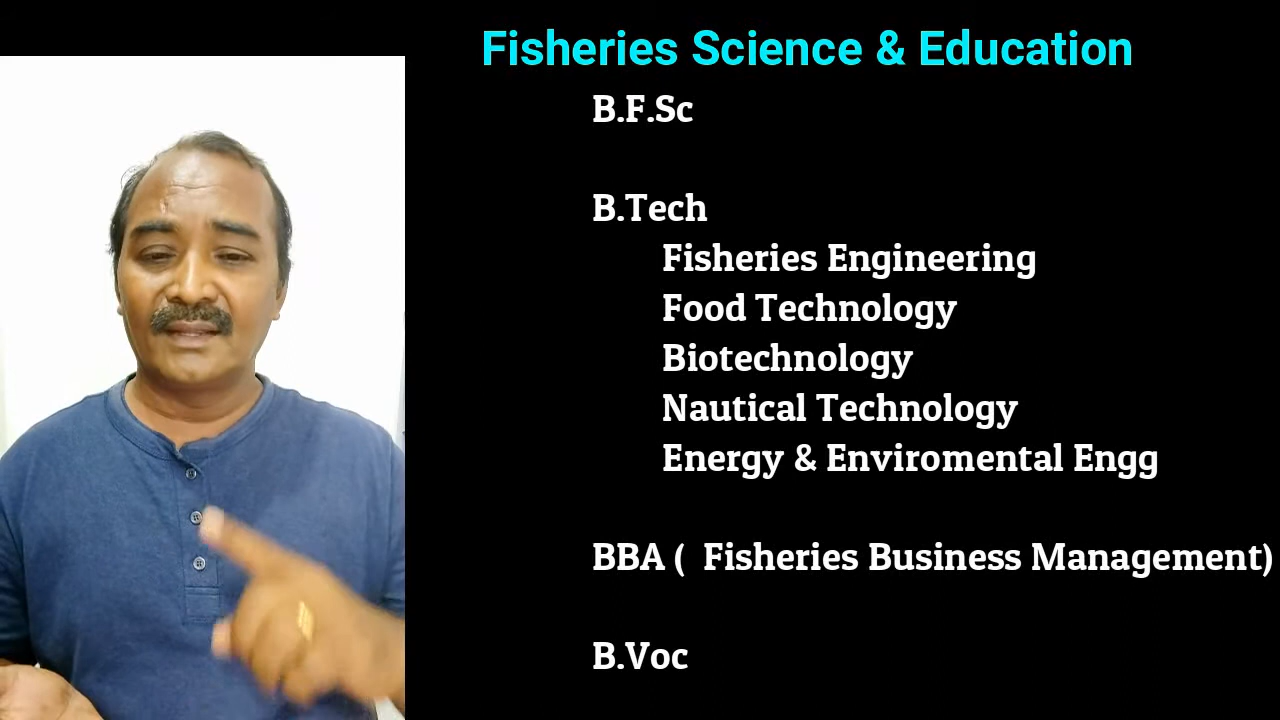 Fisheries Science & Education
B.F.Sc
B.Tech
Fisheries Engineering
Food Technology
Biotechnology
Nautical Technology
Energy & Enviromental Engg
BBA (  Fisheries Business Management)
B.Voc